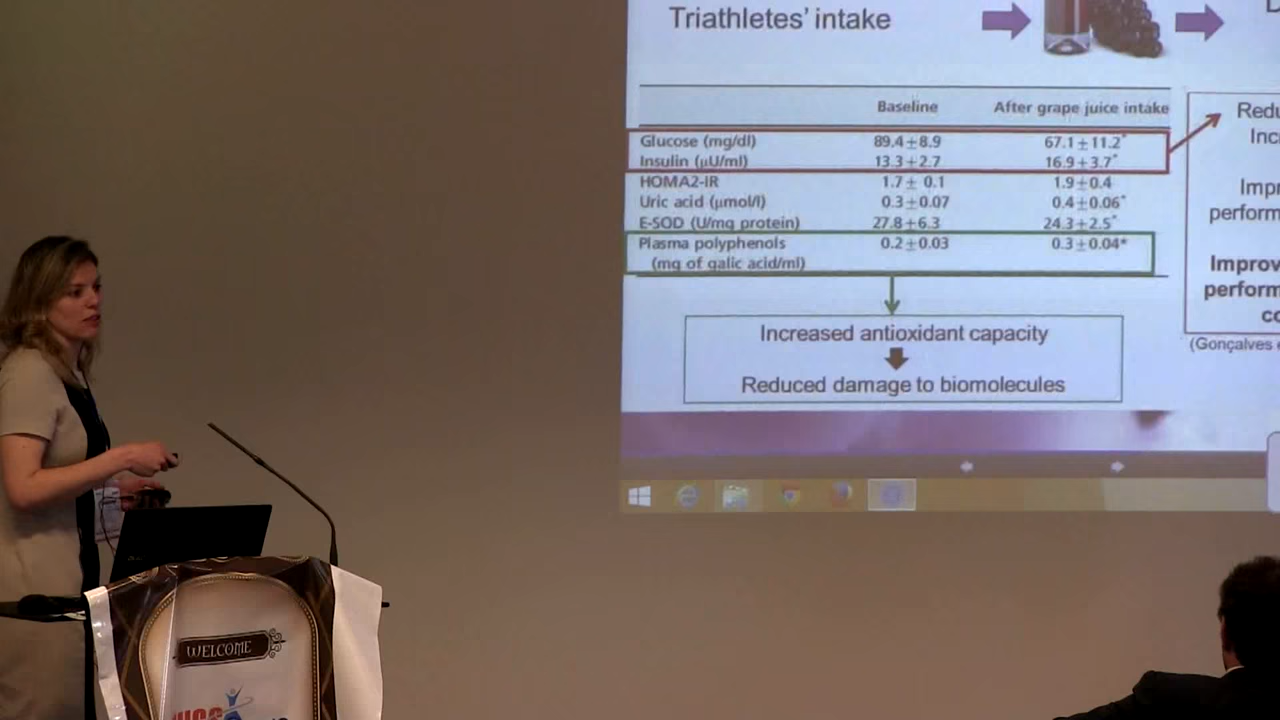 Triathletes’ intake
Baseline After grape juice intake
Glucose (mg/dl) 89.4±8.9 67.1±11.2*
Insulin (µU/ml) 13.3±2.7 16.9±3.7*
HOMA2-IR 1.7± 0.1 1.9±0.4
Uric acid (µmol/l) 0.3±0.07 0.4±0.06*
E-SOD (U/mg protein) 27.8±6.3 24.3±2.5*
Plasma polyphenols 0.2±0.03 0.3±0.04*
(mg of galic acid/ml)
Increased antioxidant capacity
Reduced damage to biomolecules
(Gonçalves
WELCOME